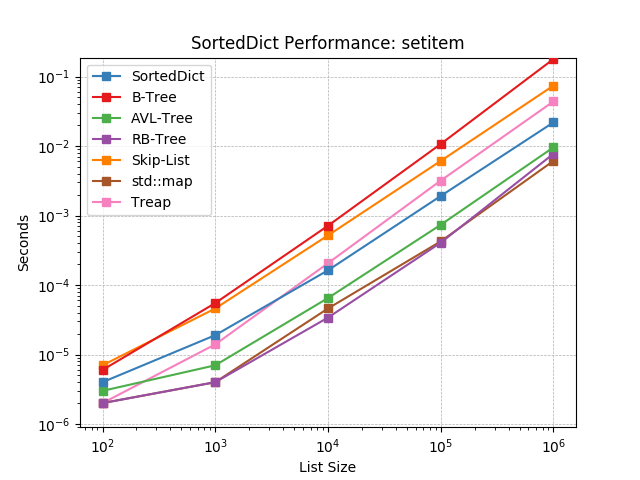 SortedDict Performance: setitem
SortedDict
B-Tree
AVL-Tree
RB-Tree
Skip-List
std::map
Treap
Seconds
10⁻¹
10⁻²
10⁻³
10⁻⁴
10⁻⁵
10⁻⁶
10² 10³ 10⁴ 10⁵ 10⁶
List Size